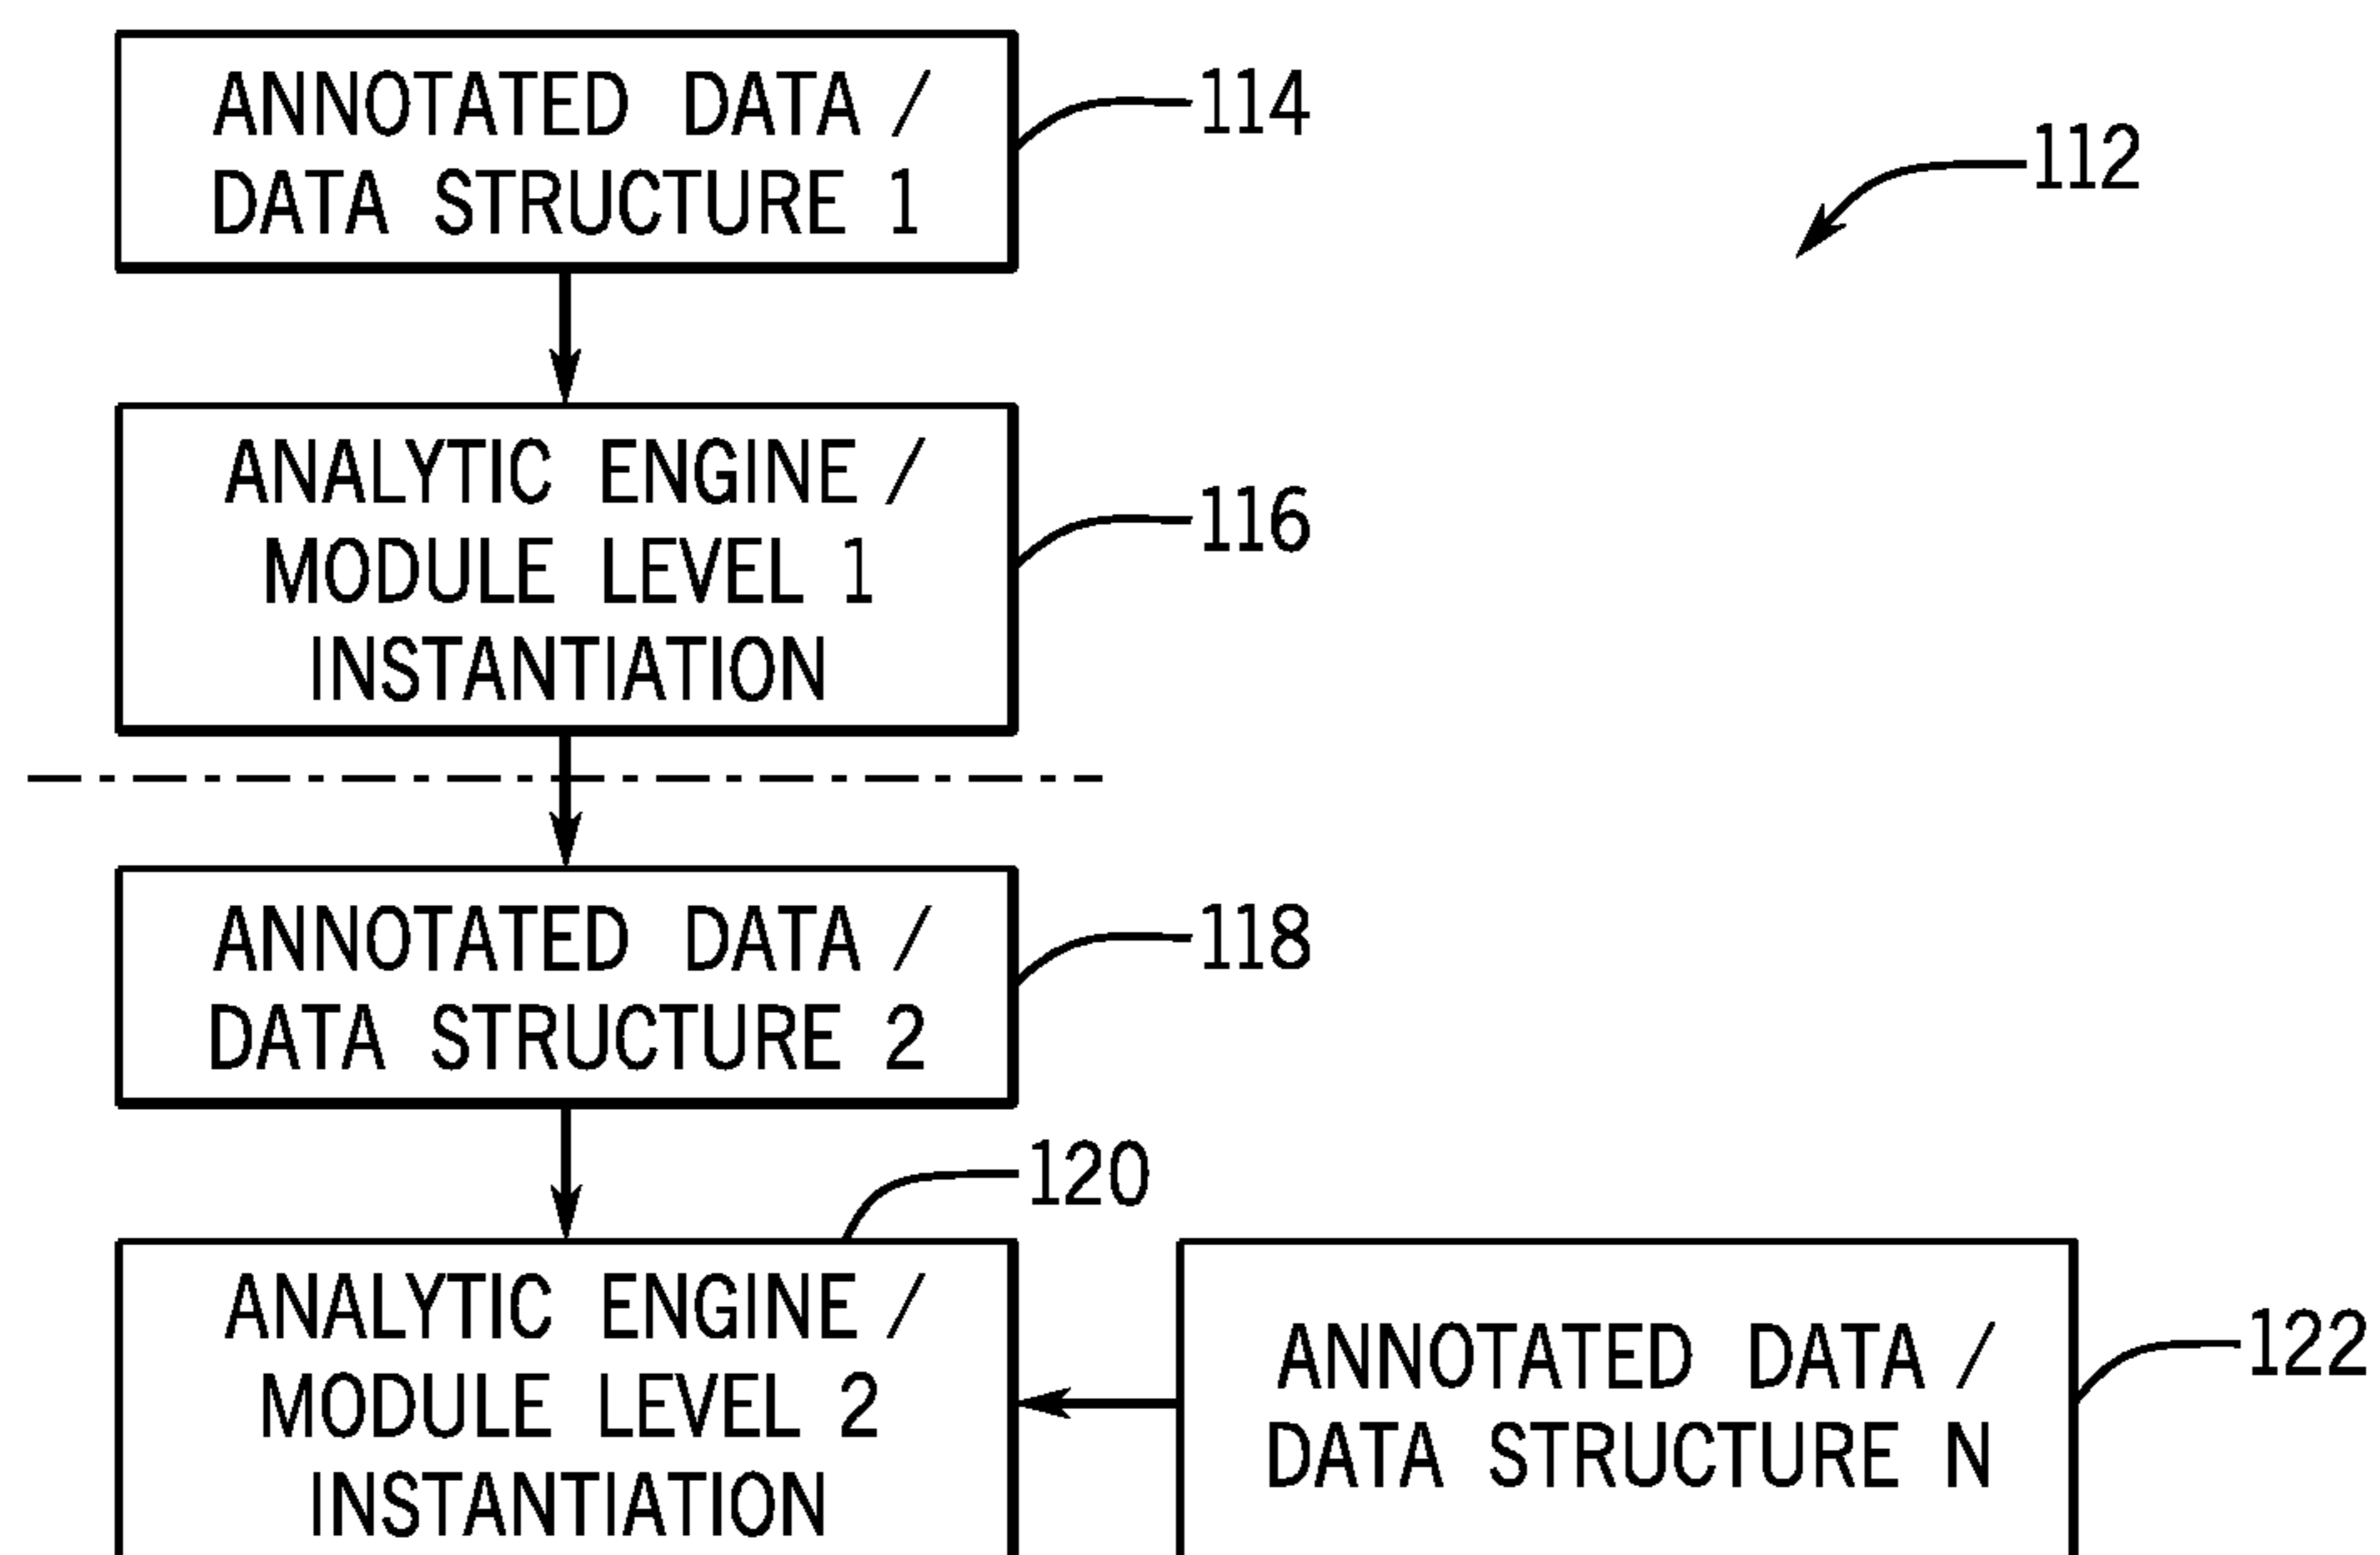 ANNOTATED DATA /
DATA STRUCTURE 1
114
112
ANALYTIC ENGINE /
MODULE LEVEL 1
INSTANTIATION
116
ANNOTATED DATA /
DATA STRUCTURE 2
118
120
ANALYTIC ENGINE /
MODULE LEVEL 2
INSTANTIATION
ANNOTATED DATA /
DATA STRUCTURE N
122